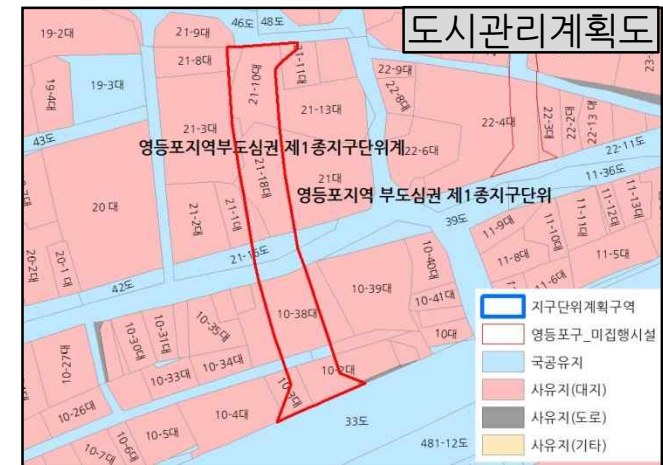 도시관리계획도
46도 48도
19-2대
21-9대
21-8대
21-10대
21-11대
22-9대
22-8대
19-3대
19-4대
21-13대
22-4대
22-3대
22-2대
22-13대
43도
21-3대
영등포지역부도심권 제1종지구단위계
22-6대
22-11도
11-36도
21-18대
21대
영등포지역 부도심권 제1종지구단위
20 대
21-2대
21-1대
39도
11-9대
11-10대
11-11대
11-12대
11-13대
20-2대
20-1 대
21-16도
11-8대
11-5대
11-6대
42도
10-40대
10-39대
10-41대
10-38대
10대
10-35대
10-31대
10-30대
10-34대
10-33대
10-27대
10-2대
10-3대
10-26대
10-4대
10-5대
10-6대
10-7대
33도
481-12도
지구단위계획구역
영등포구_미집행시설
국공유지
사유지(대지)
사유지(도로)
사유지(기타)